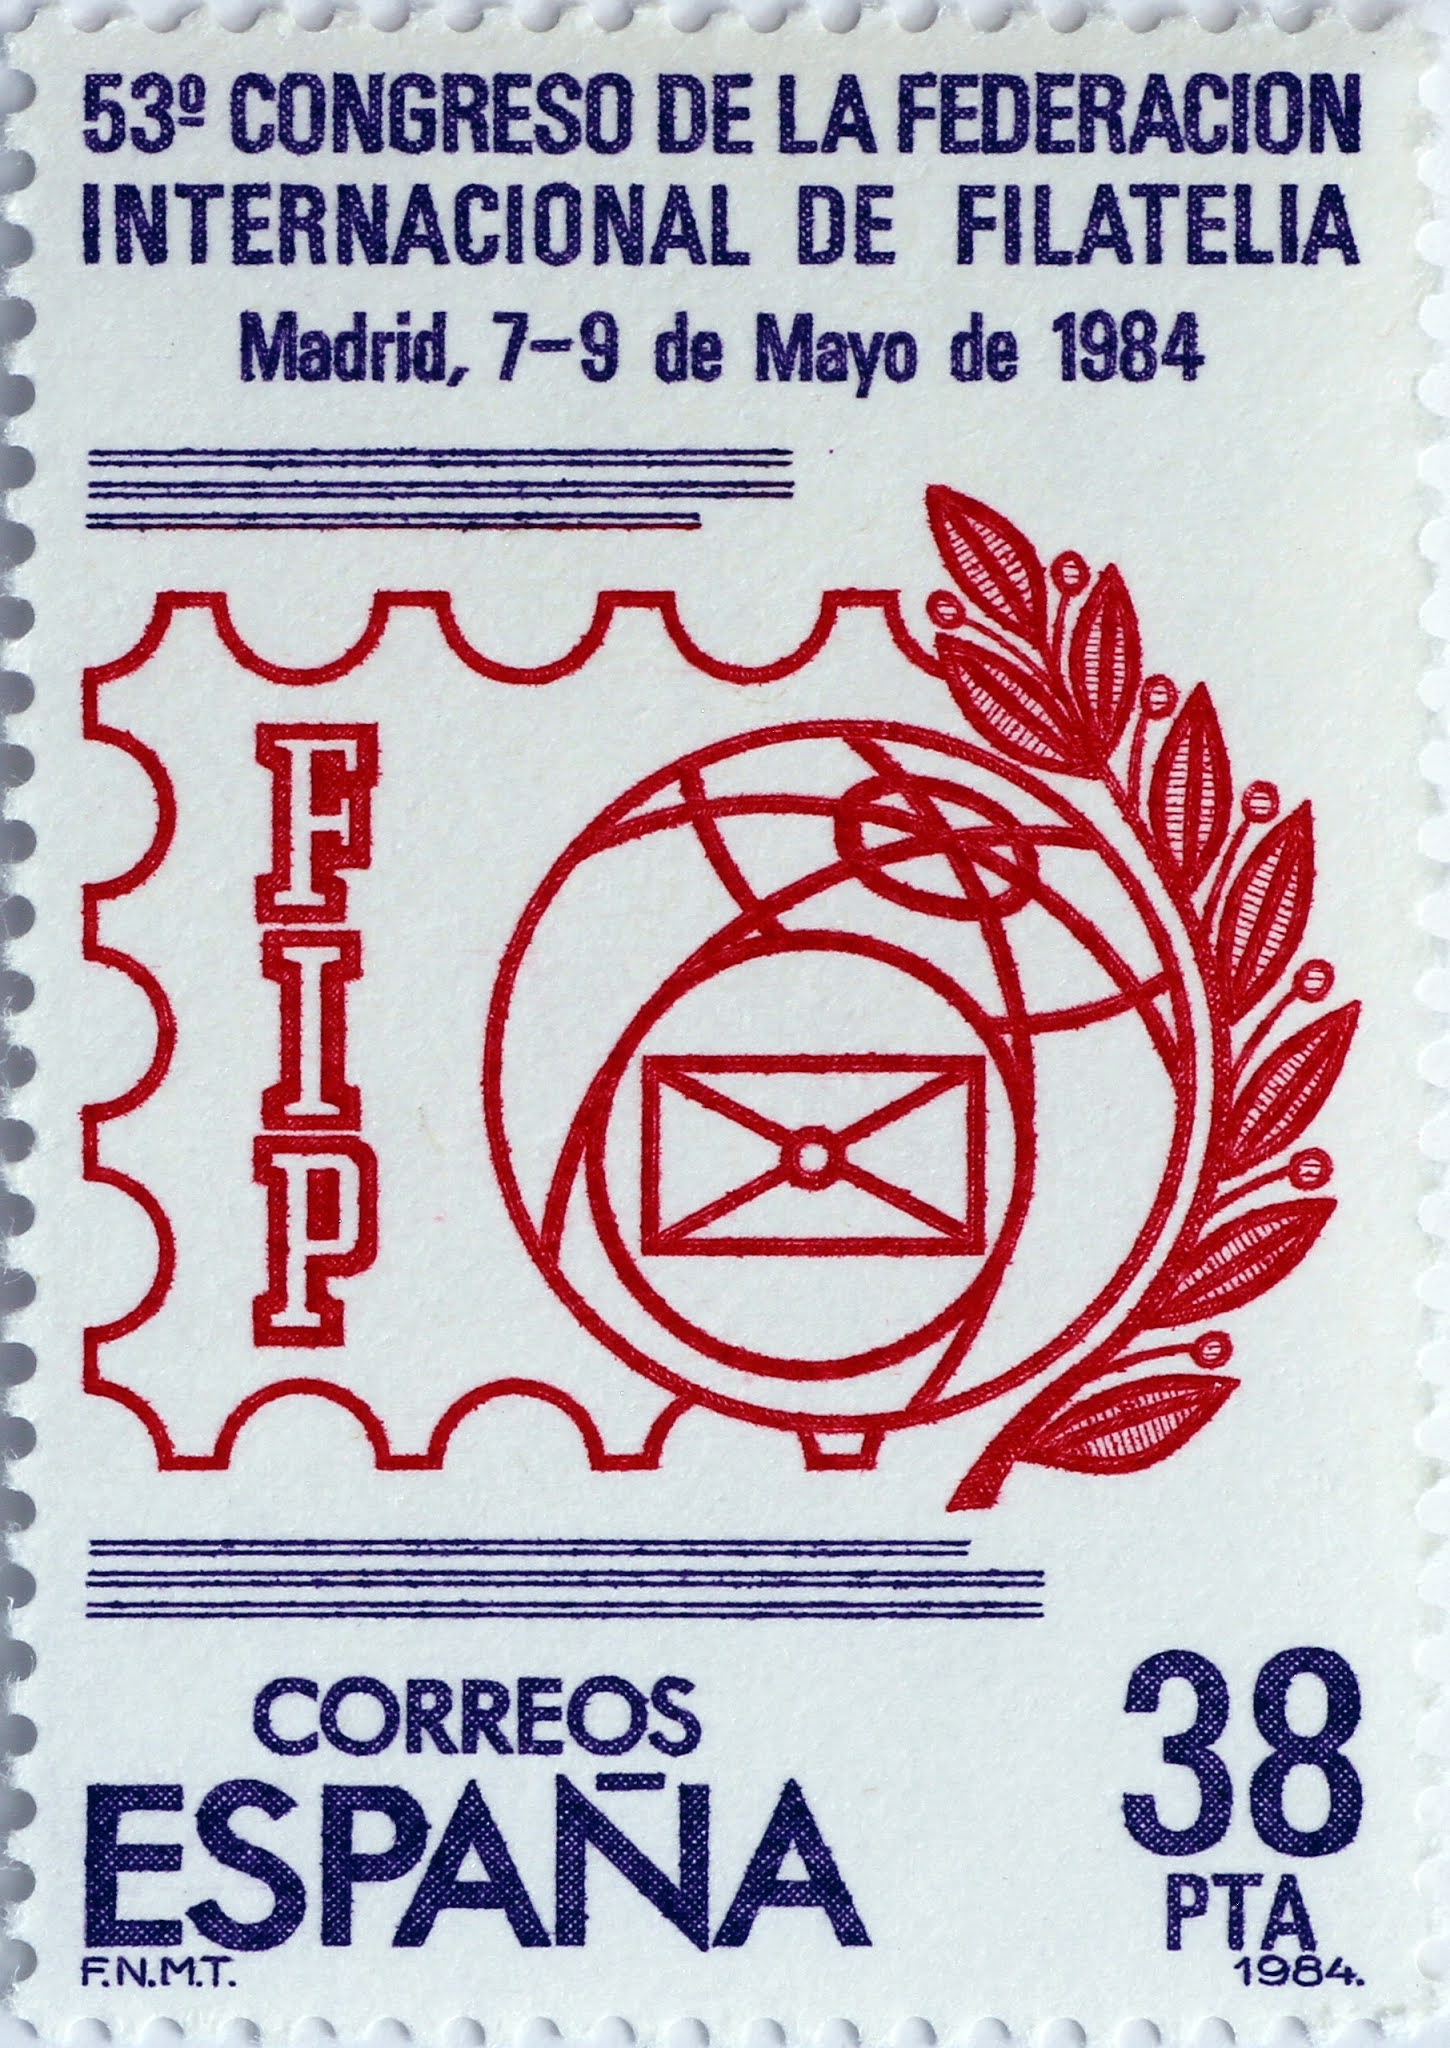 53º CONGRESO DE LA FEDERACION
INTERNACIONAL DE FILATELIA
Madrid, 7-9 de Mayo de 1984
FIP
CORREOS
ESPAÑA
38
PTA
F.N.M.T.
1984.